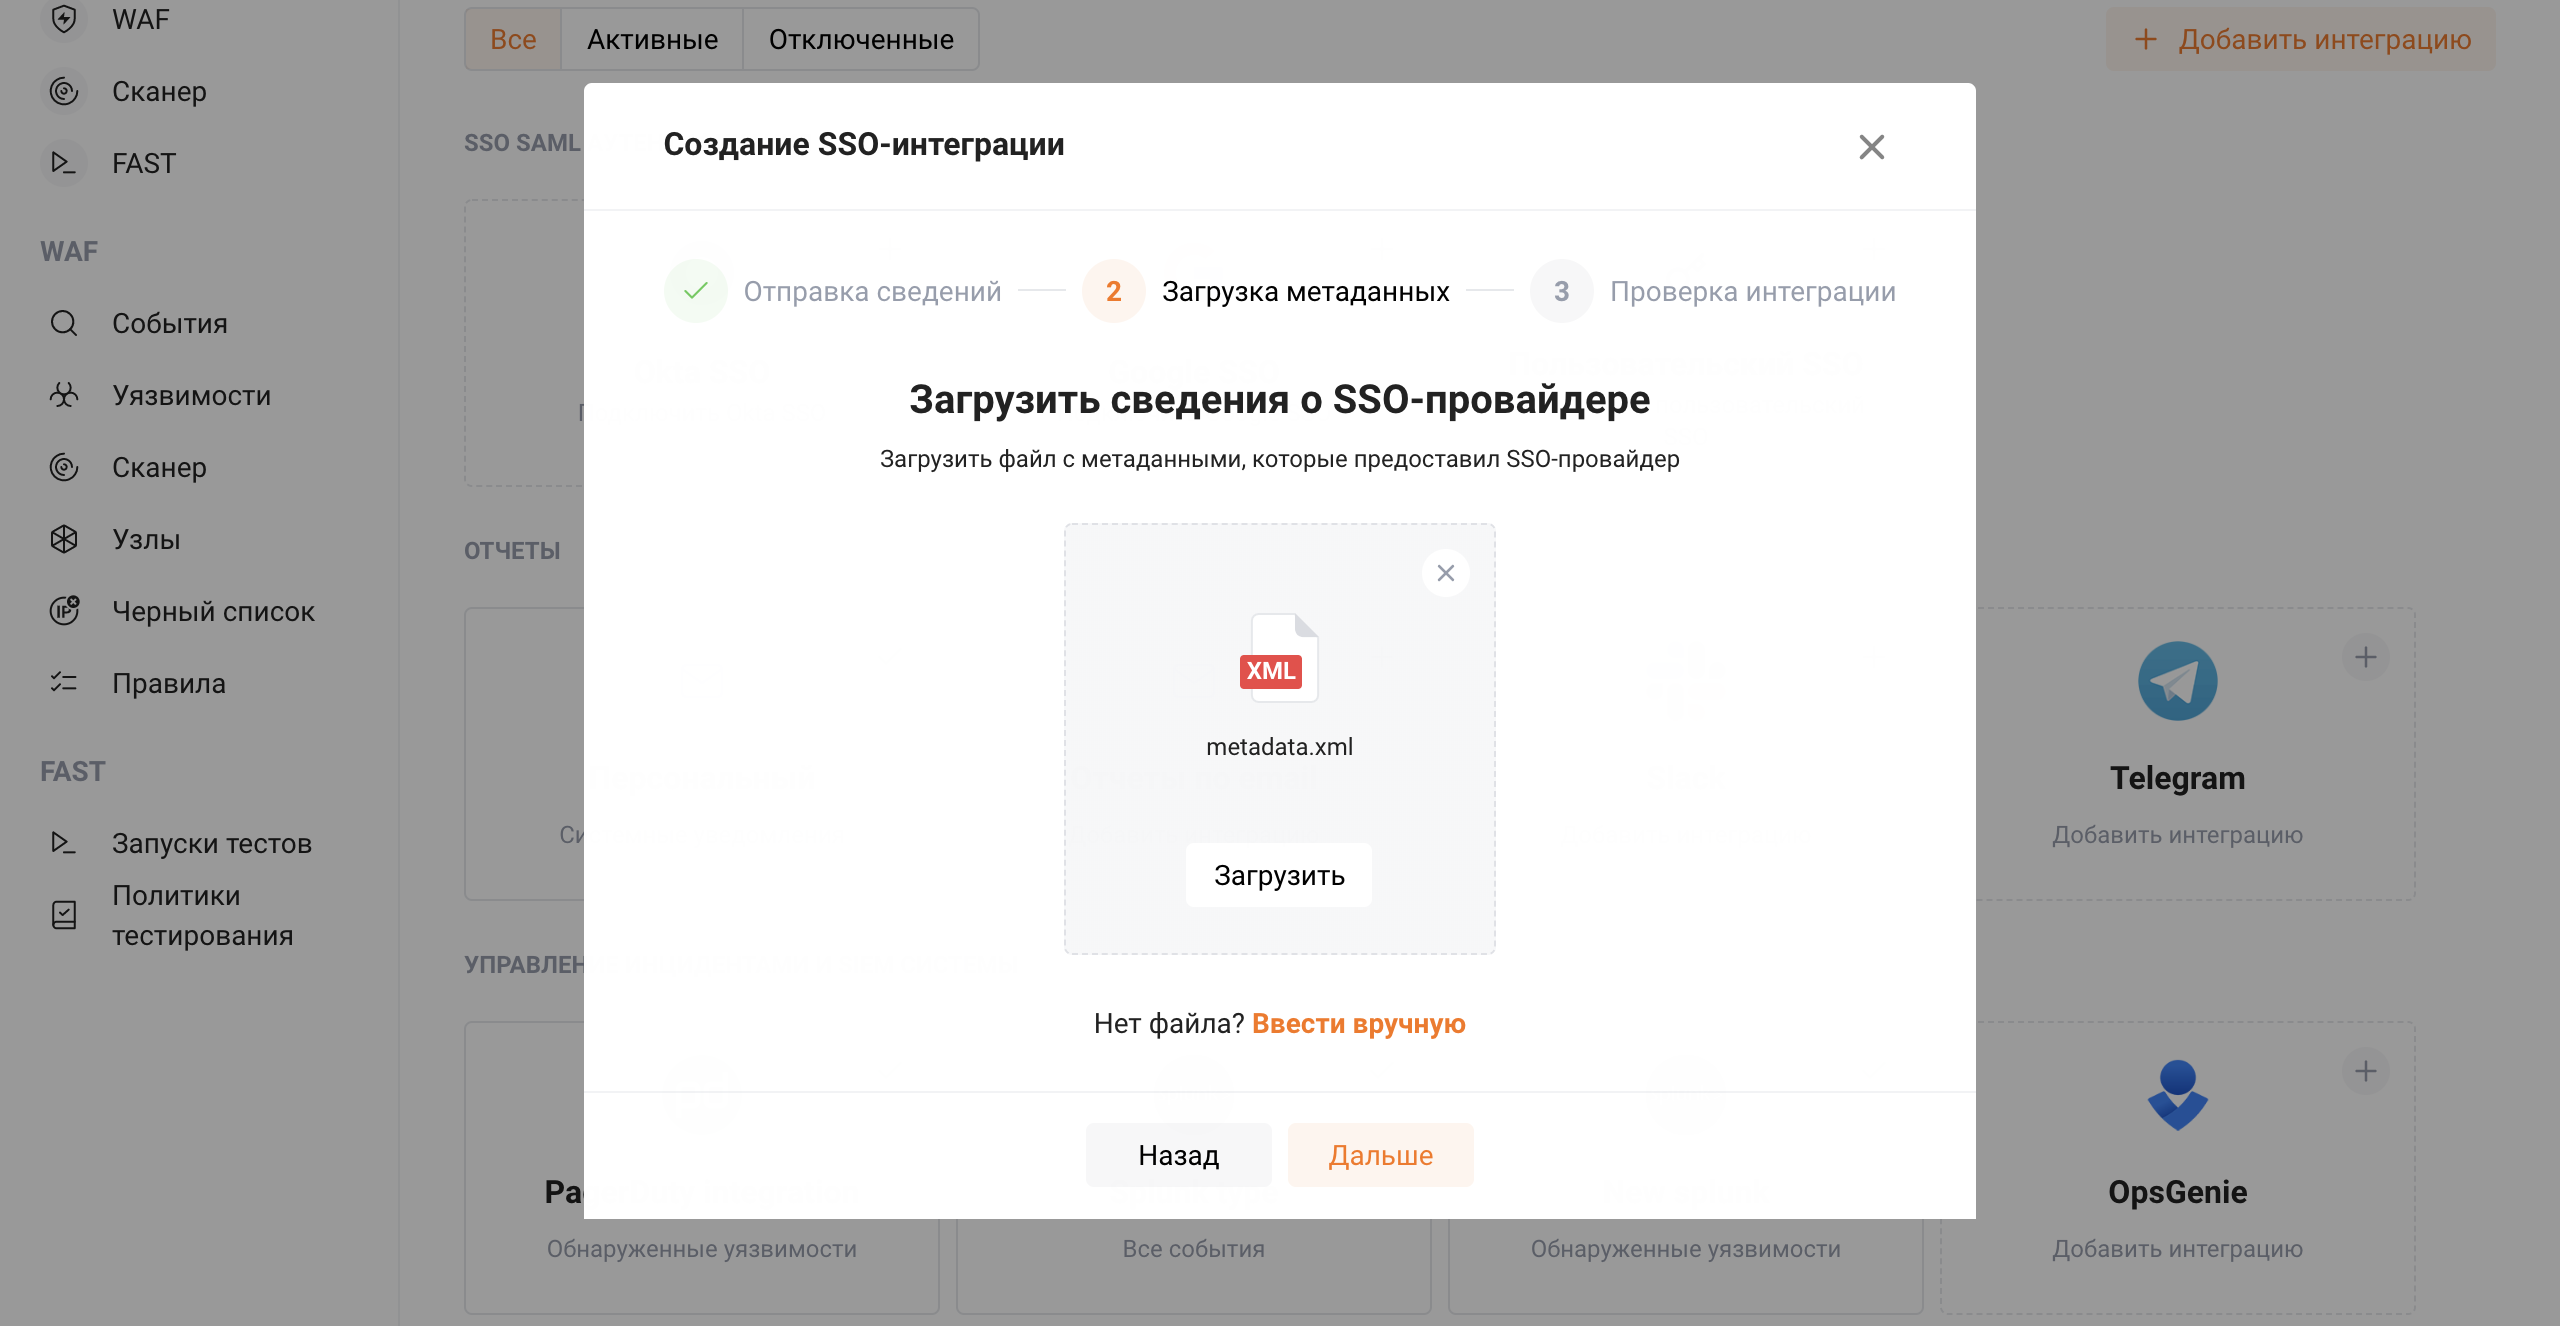 WAF
Сканер
FAST
WAF
События
Уязвимости
Сканер
Узлы
Черный список
Правила
FAST
Запуски тестов
Политики
тестирования
Все
Активные
Отключенные
Добавить интеграцию
SSO SAML
Создание SSO-интеграции
Отправка сведений
2
Загрузка метаданных
3
Проверка интеграции
Загрузить сведения о SSO-провайдере
Загрузить файл с метаданными, которые предоставил SSO-провайдер
XML
metadata.xml
Загрузить
Нет файла? Ввести вручную
Назад
Дальше
ОТЧЕТЫ
Telegram
Добавить интеграцию
OpsGenie
Обнаруженные уязвимости
Все события
Обнаруженные уязвимости
Добавить интеграцию